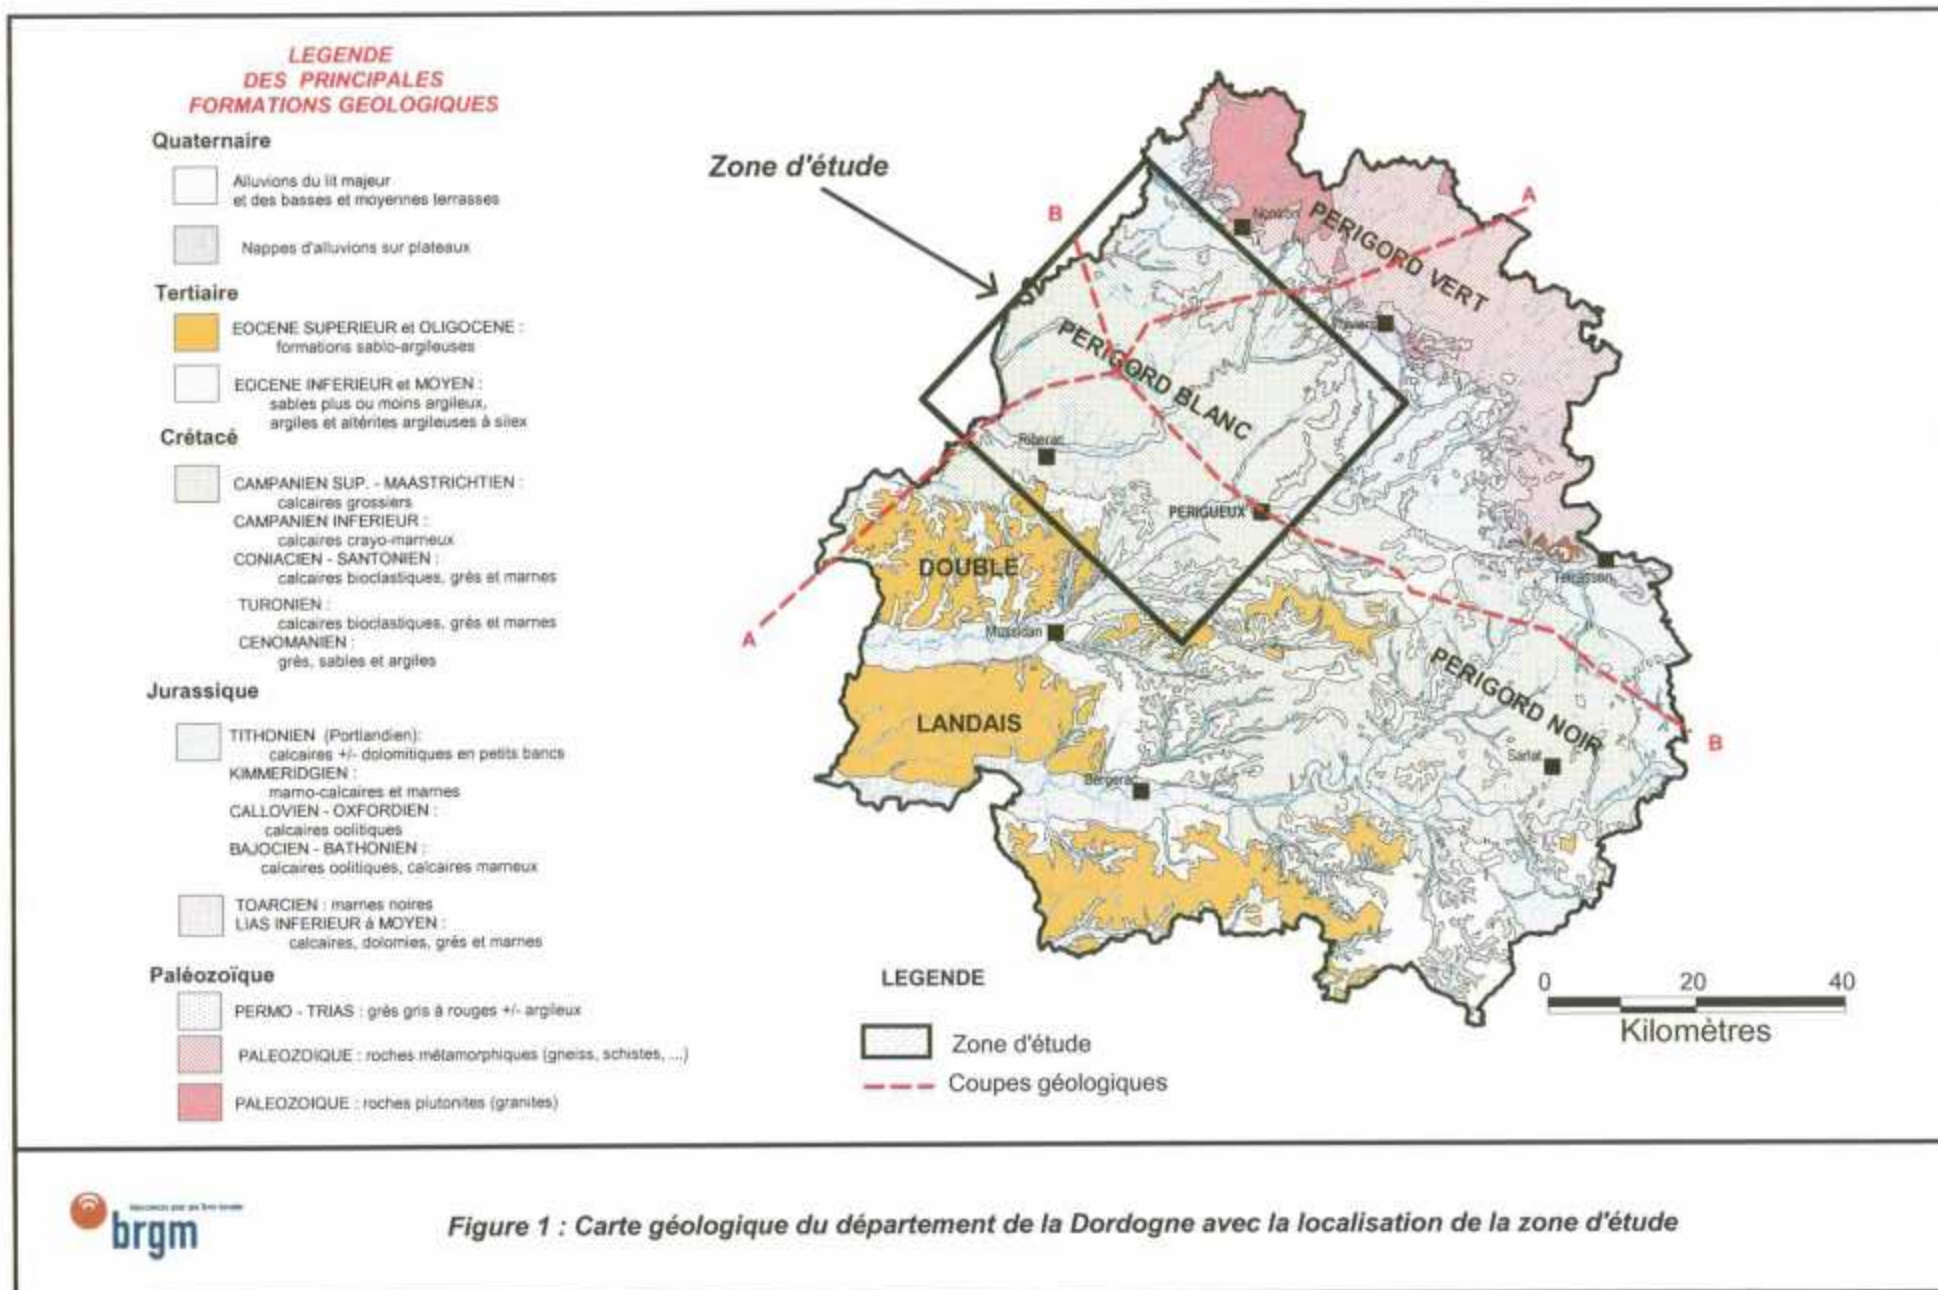 LEGENDE
DES PRINCIPALES
FORMATIONS GEOLOGIQUES
Quaternaire
Alluvions du lit majeur
et des basses et moyennes terrasses
Nappes d'alluvions sur plateaux
Tertiaire
EOCENE SUPERIEUR et OLIGOCENE :
formations sablo-argileuses
EOCENE INFERIEUR et MOYEN :
sables plus ou moins argileux,
argiles et altérites argileuses à silex
Crétacé
CAMPANIEN SUP. - MAASTRICHTIEN :
calcaires grossiers
CAMPANIEN INFERIEUR :
calcaires crayo-marneux
CONIACIEN - SANTONIEN :
calcaires bioclastiques, grès et marnes
TURONIEN :
calcaires bioclastiques, grès et marnes
CENOMANIEN :
grès, sables et argiles
Jurassique
TITHONIEN (Portlandien):
calcaires +/- dolomitiques en petits bancs
KIMMERIDGIEN :
marno-calcaires et marnes
CALLOVIEN - OXFORDIEN :
calcaires oolitiques
BAJOCIEN - BATHONIEN :
calcaires oolitiques, calcaires marneux
TOARCIEN : marnes noires
LIAS INFERIEUR à MOYEN :
calcaires, dolomies, grès et marnes
Paléozoïque
PERMO - TRIAS : grès gris à rouges +/- argileux
PALEOZOÏQUE : roches métamorphiques (gneiss, schistes, ...)
PALEOZOIQUE : roches plutonites (granites)
Zone d'étude
B
A
Nontron
PERIGORD VERT
PERIGORD BLANC
Riberac
PERIGUEUX
Terrasson
DOUBLE
A
Mussidan
PERIGORD NOIR
LANDAIS
Sarlat
B
Bergerac
LEGENDE
Zone d'étude
Coupes géologiques
0 20 40
Kilomètres
brgm
Figure 1 : Carte géologique du département de la Dordogne avec la localisation de la zone d'étude